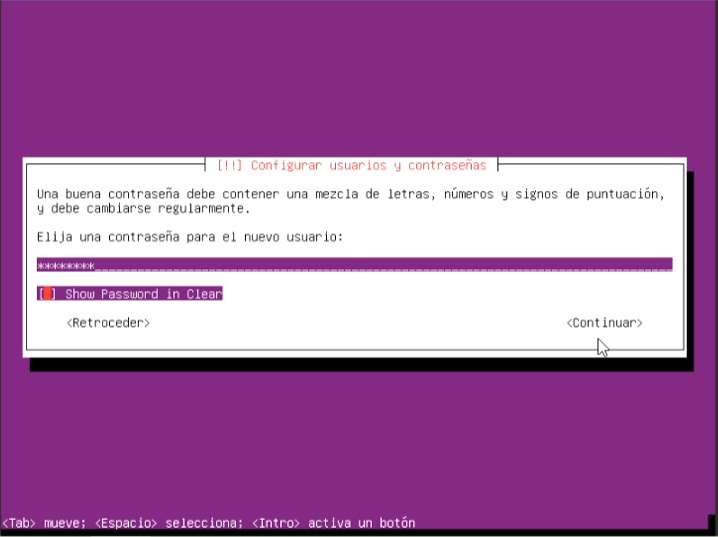 [!!] Configurar usuarios y contraseñas
Una buena contraseña debe contener una mezcla de letras, números y signos de puntuación,
y debe cambiarse regularmente.
Elija una contraseña para el nuevo usuario:
********
[ ] Show Password in Clear
<Retroceder> <Continuar>
<Tab> mueve; <Espacio> selecciona; <Intro> activa un botón